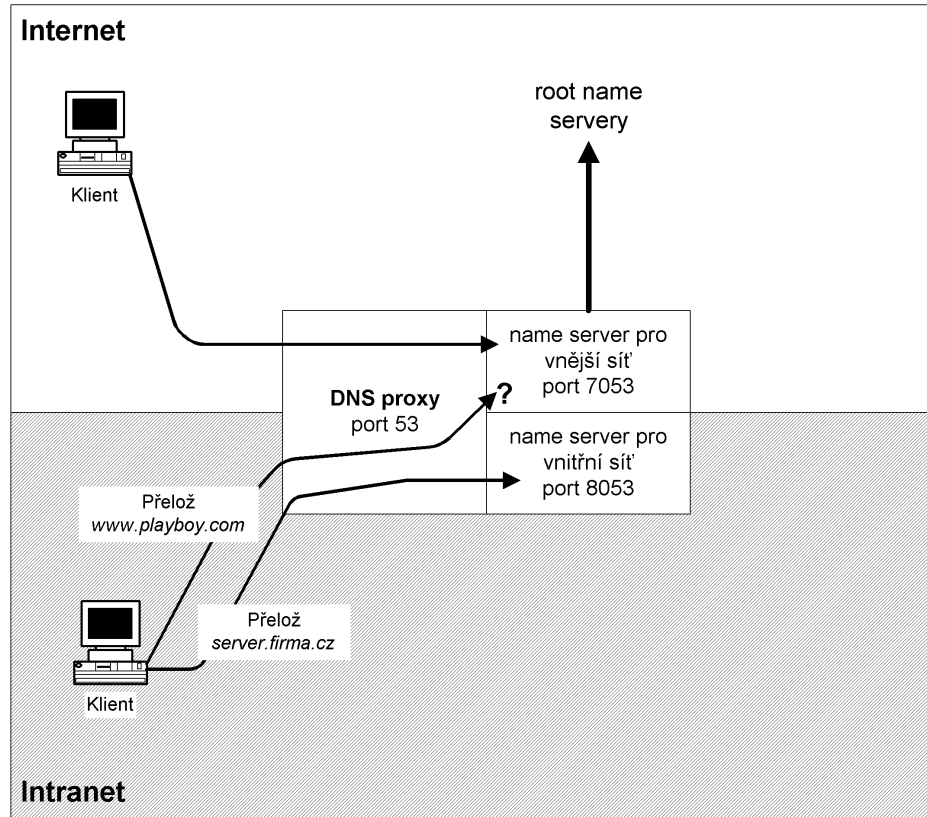 Internet
root name
servery
Klient
name server pro
vnější síť
port 7053
?
DNS proxy
port 53
name server pro
vnitřní síť
port 8053
Přelož
www.playboy.com
Přelož
server.firma.cz
Klient
Intranet